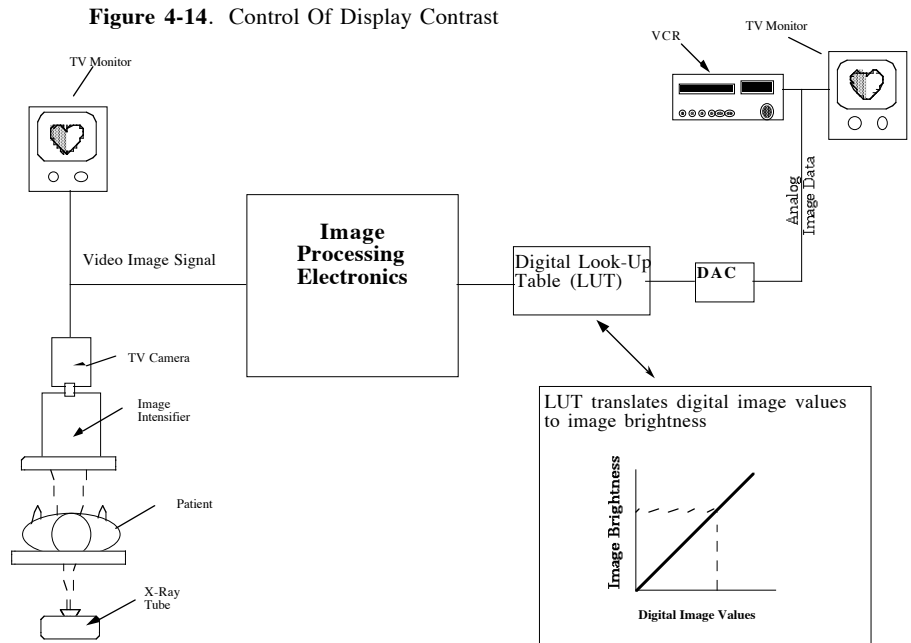 Figure 4-14. Control Of Display Contrast
TV Monitor
VCR
TV Monitor
Analog
Image Data
Video Image Signal
Image
Processing
Electronics
Digital Look-Up
Table (LUT)
DAC
TV Camera
Image
Intensifier
Patient
X-Ray
Tube
LUT translates digital image values
to image brightness
Image Brightness
Digital Image Values